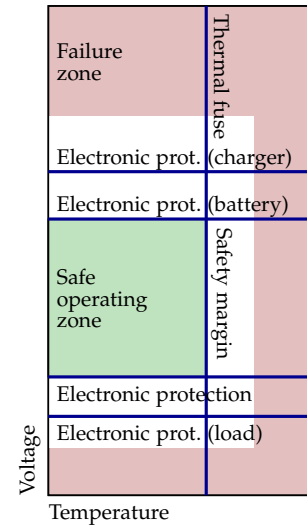 Failure
zone
Thermal fuse
Electronic prot. (charger)
Electronic prot. (battery)
Safe
operating
zone
Safety margin
Electronic protection
Electronic prot. (load)
Voltage
Temperature